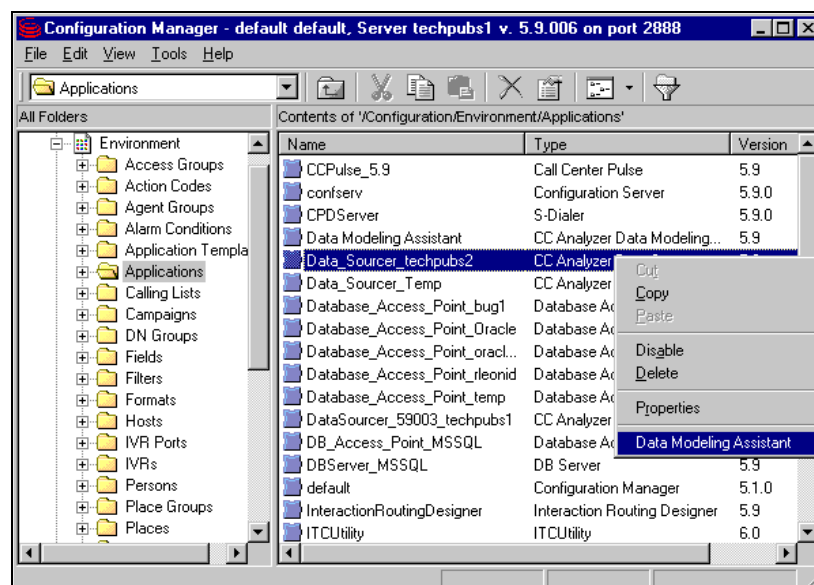 Configuration Manager - default default, Server techpubs1 v. 5.9.006 on port 2888
File Edit View Tools Help
Applications
All Folders
Contents of '/Configuration/Environment/Applications'
Environment
Access Groups
Action Codes
Agent Groups
Alarm Conditions
Application Templa
Applications
Calling Lists
Campaigns
DN Groups
Fields
Filters
Formats
Hosts
IVR Ports
IVRs
Persons
Place Groups
Places
Name Type Version
CCPulse_5.9 Call Center Pulse 5.9
confserv Configuration Server 5.9.0
CPDServer S-Dialer 5.9.0
Data Modeling Assistant CC Analyzer Data Modeling... 5.9
Data_Sourcer_techpubs2 CC Analyzer
Data_Sourcer_Temp CC Analyzer
Database_Access_Point_bug1 Database Ac
Database_Access_Point_Oracle Database Ac
Database_Access_Point_oracl... Database Ac
Database_Access_Point_rleonid Database Ac
Database_Access_Point_temp Database Ac
DataSourcer_59003_techpubs1 CC Analyzer
DB_Access_Point_MSSQL Database Ac
DBServer_MSSQL DB Server 5.9
default Configuration Manager 5.1.0
InteractionRoutingDesigner Interaction Routing Designer 5.9
ITCUtility ITCUtility 6.0
Cut
Copy
Paste
Disable
Delete
Properties
Data Modeling Assistant